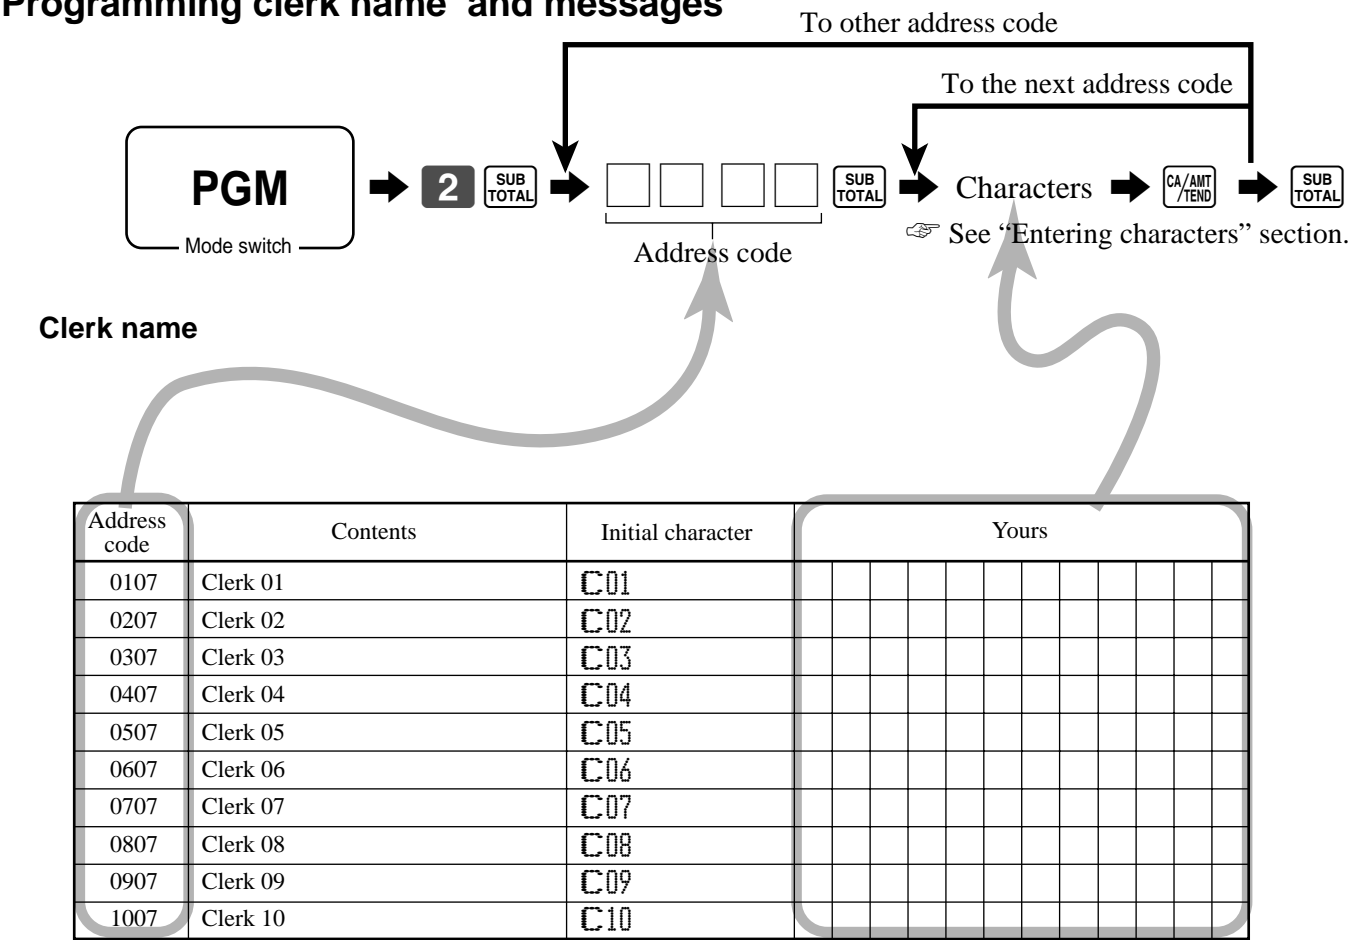 Programming clerk name and messages
To other address code
To the next address code
PGM
Mode switch
2
SUB TOTAL
SUB TOTAL
Characters
CA/AMT TEND
SUB TOTAL
Address code
☞ See “Entering characters” section.
Clerk name
Address code Contents Initial character Yours
0107 Clerk 01 C01
0207 Clerk 02 C02
0307 Clerk 03 C03
0407 Clerk 04 C04
0507 Clerk 05 C05
0607 Clerk 06 C06
0707 Clerk 07 C07
0807 Clerk 08 C08
0907 Clerk 09 C09
1007 Clerk 10 C10